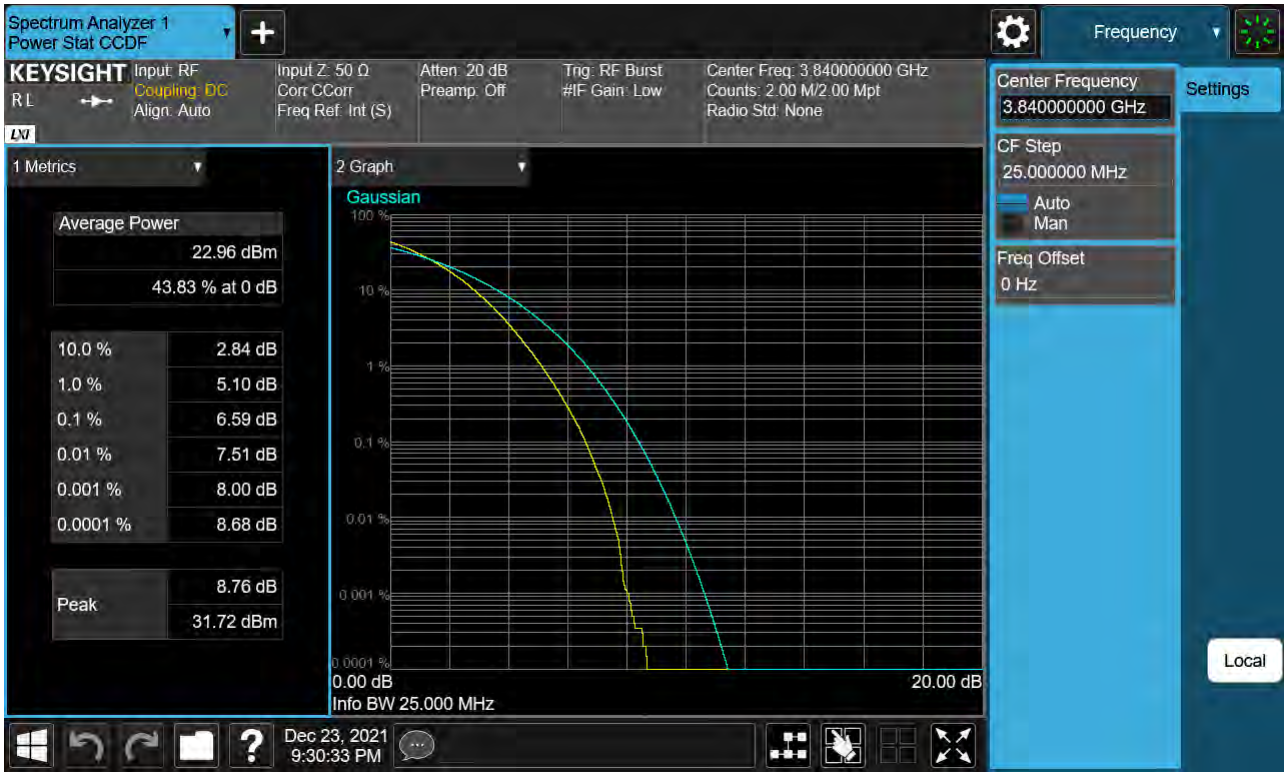 Spectrum Analyzer 1
Power Stat CCDF
+
Frequency
KEYSIGHT
RL
LXI
Input: RF
Coupling: DC
Align: Auto
Input Z: 50 Ω
Corr CCorr
Freq Ref: Int (S)
Atten: 20 dB
Preamp: Off
Trig: RF Burst
#IF Gain: Low
Center Freq: 3.840000000 GHz
Counts: 2.00 M/2.00 Mpt
Radio Std: None
Center Frequency
3.840000000 GHz
Settings
CF Step
25.000000 MHz
Auto
Man
Freq Offset
0 Hz
1 Metrics
Average Power
22.96 dBm
43.83 % at 0 dB
10.0 % 2.84 dB
1.0 % 5.10 dB
0.1 % 6.59 dB
0.01 % 7.51 dB
0.001 % 8.00 dB
0.0001 % 8.68 dB
Peak
8.76 dB
31.72 dBm
2 Graph
Gaussian
100 %
10 %
1 %
0.1 %
0.01 %
0.001 %
0.0001 %
0.00 dB 20.00 dB
Info BW 25.000 MHz
Local
?
Dec 23, 2021
9:30:33 PM